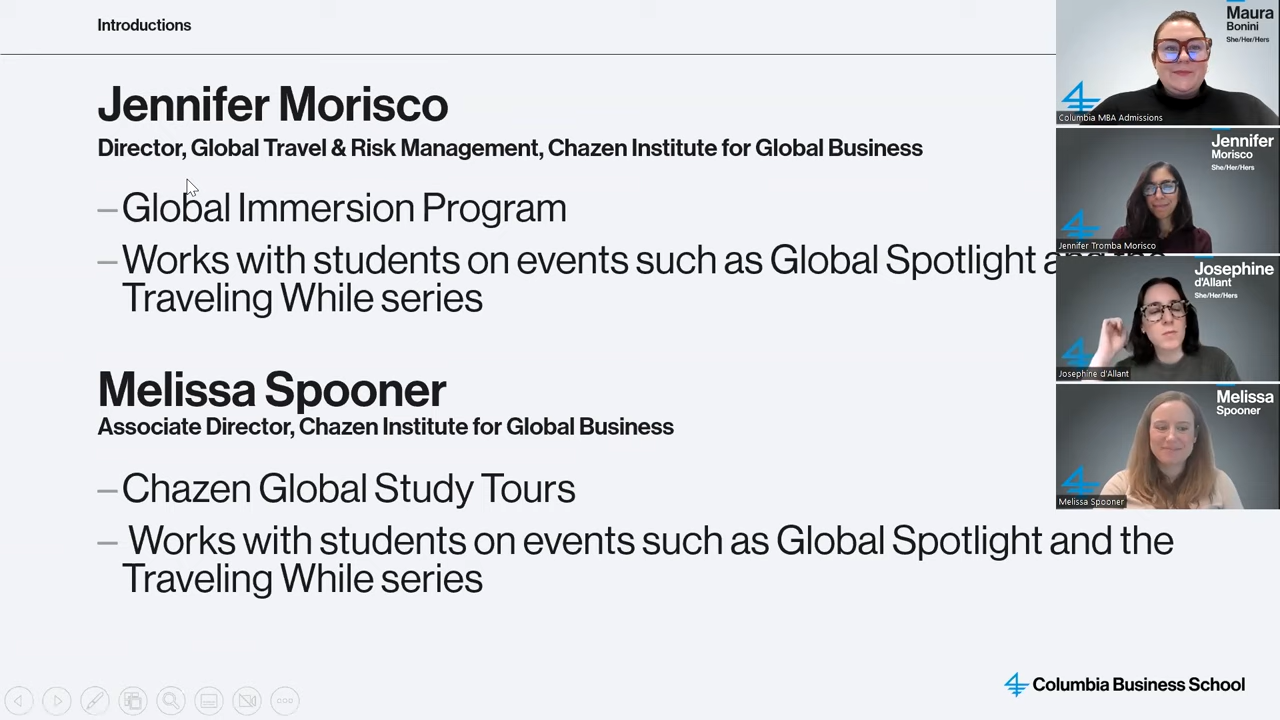 Introductions
Jennifer Morisco
Director, Global Travel & Risk Management, Chazen Institute for Global Business
– Global Immersion Program
– Works with students on events such as Global Spotlight and the
Traveling While series
Melissa Spooner
Associate Director, Chazen Institute for Global Business
– Chazen Global Study Tours
– Works with students on events such as Global Spotlight and the
Traveling While series
Columbia Business School
Maura
Bonini
She/Her/Hers
Columbia MBA Admissions
Jennifer
Morisco
She/Her/Hers
Jennifer Tromba Morisco
Josephine
d'Allant
She/Her/Hers
Josephine d'Allant
Melissa
Spooner
Melissa Spooner